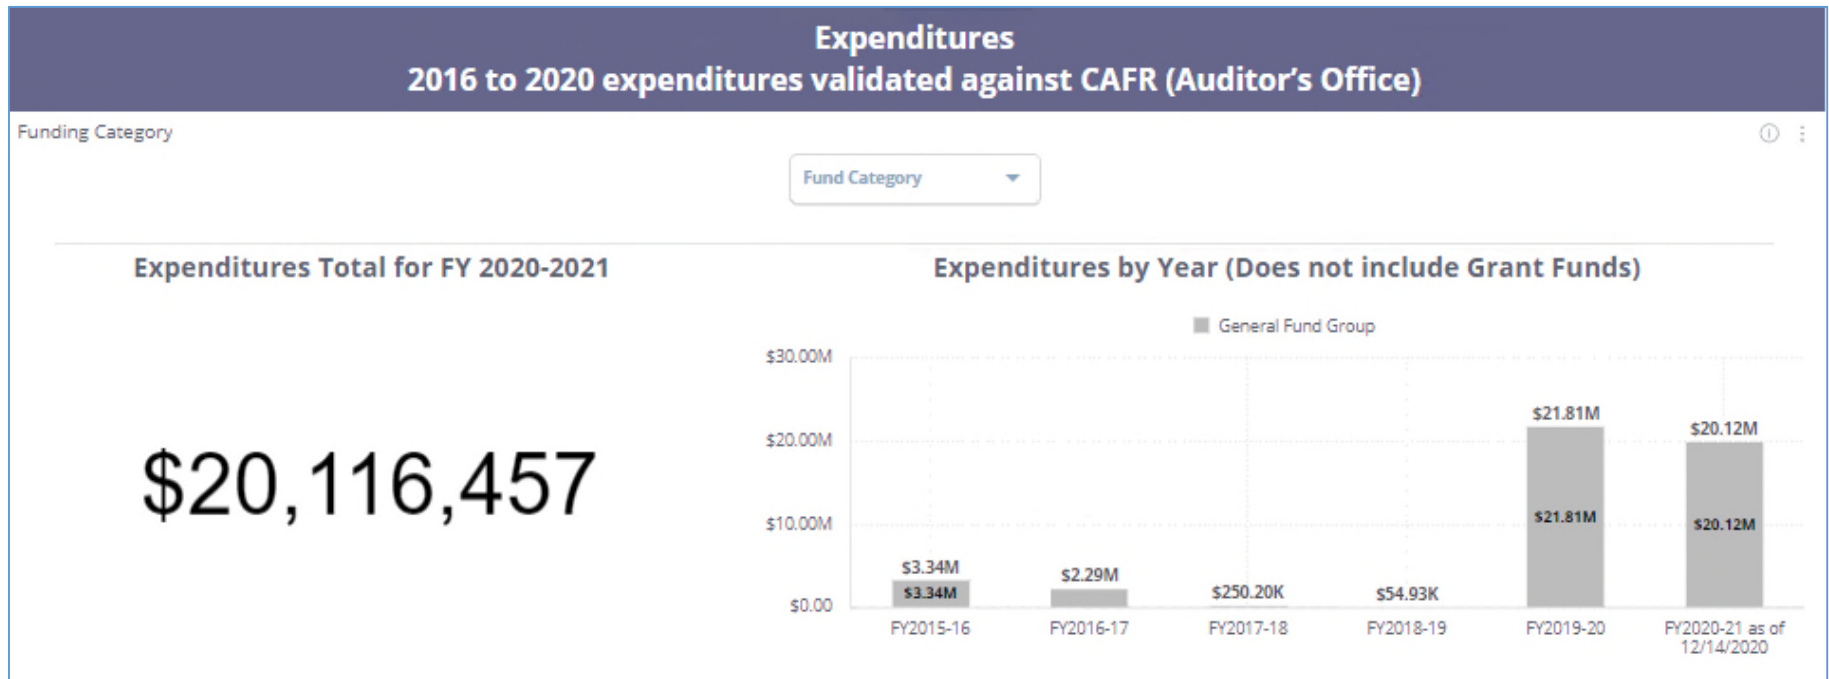 Expenditures
2016 to 2020 expenditures validated against CAFR (Auditor's Office)
Funding Category
Fund Category
Expenditures Total for FY 2020-2021
$20,116,457
Expenditures by Year (Does not include Grant Funds)
General Fund Group
$30.00M
$20.00M
$10.00M
$0.00
$3.34M
$3.34M
$2.29M
$250.20K
$54.93K
$21.81M
$21.81M
$20.12M
$20.12M
FY2015-16
FY2016-17
FY2017-18
FY2018-19
FY2019-20
FY2020-21 as of
12/14/2020